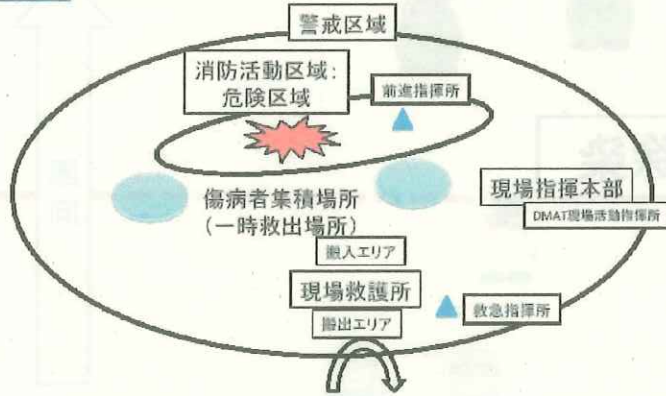 警戒区域
消防活動区域:
危険区域
前進指揮所
傷病者集積場所
(一時救出場所)
現場指揮本部
DMAT現場活動指揮所
搬入エリア
現場救護所
搬出エリア
救急指揮所